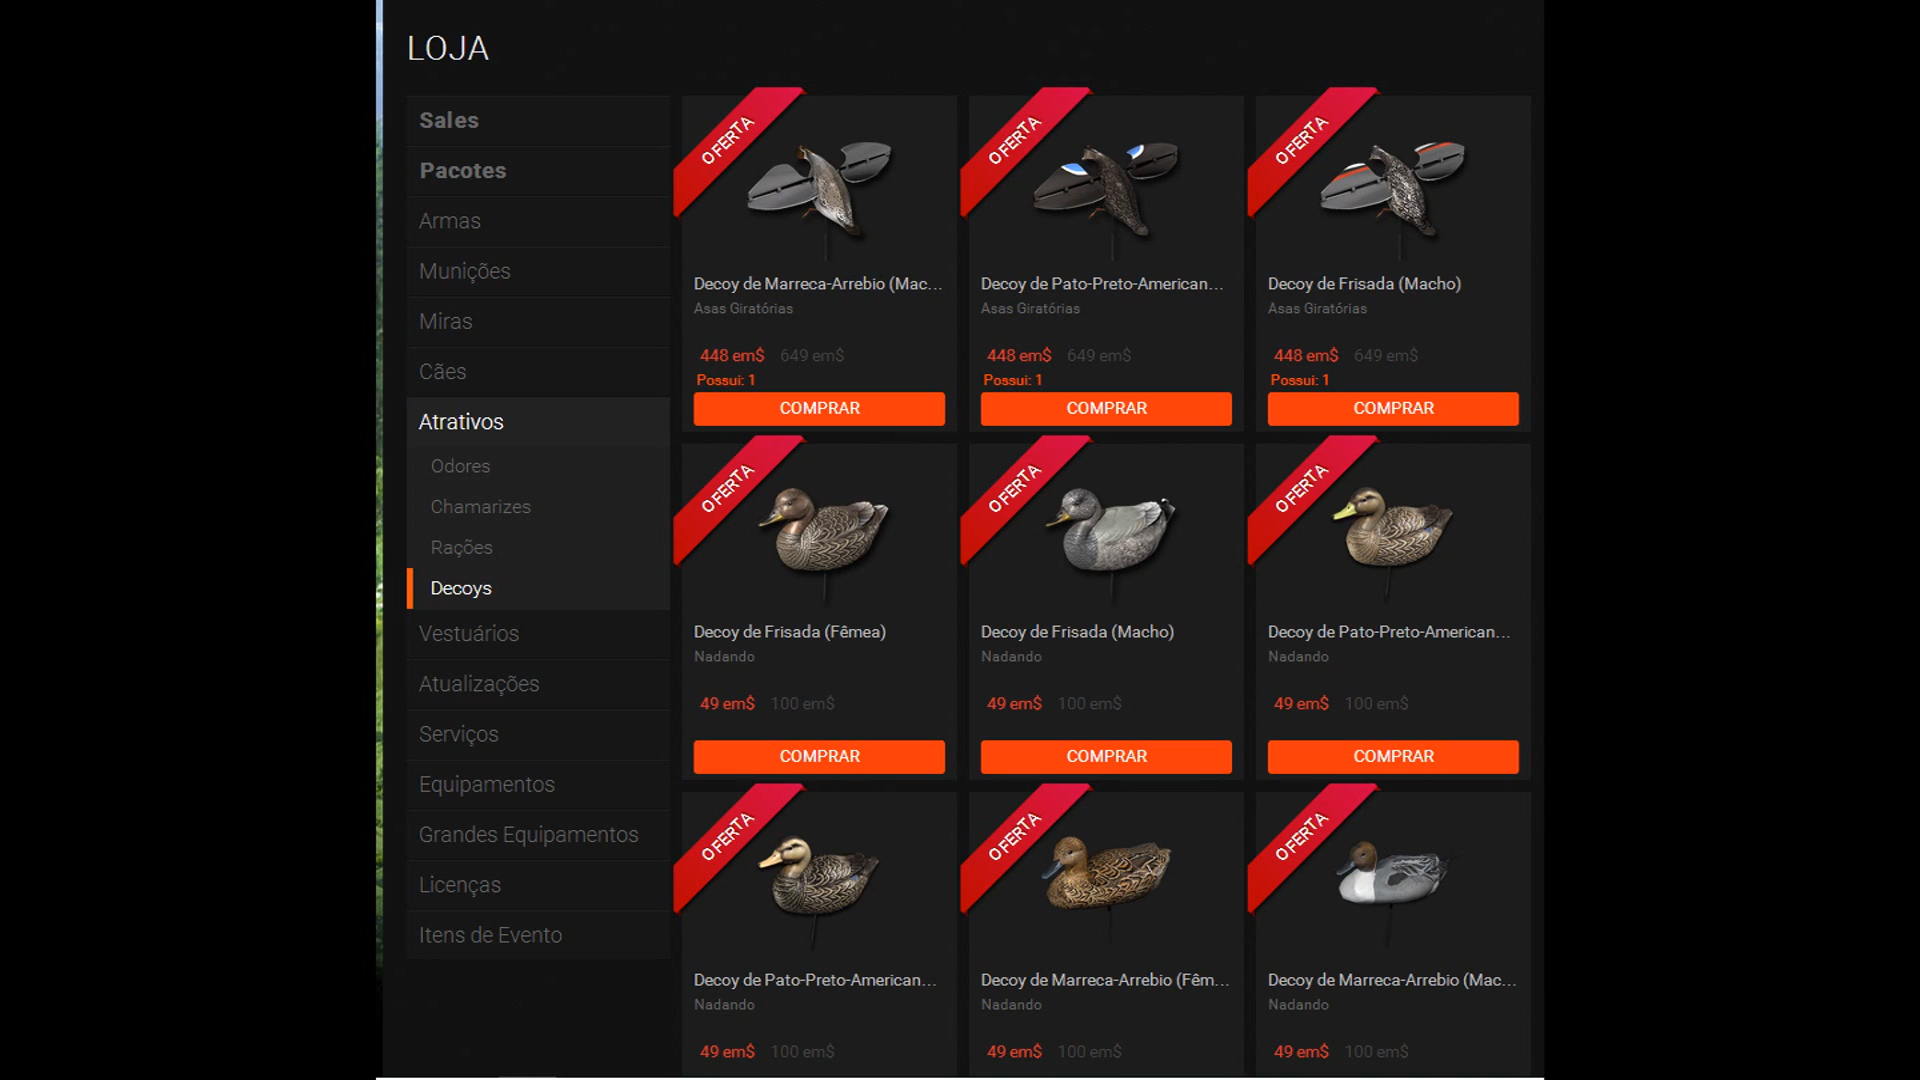 LOJA
Sales
Pacotes
Armas
Munições
Miras
Cães
Atrativos
Odores
Chamarizes
Rações
Decoys
Vestuários
Atualizações
Serviços
Equipamentos
Grandes Equipamentos
Licenças
Itens de Evento
OFERTA
Decoy de Marreca-Arrebio (Mac...
Asas Giratórias
448 em$ 649 em$
Possui: 1
COMPRAR
OFERTA
Decoy de Pato-Preto-American...
Asas Giratórias
448 em$ 649 em$
Possui: 1
COMPRAR
OFERTA
Decoy de Frisada (Macho)
Asas Giratórias
448 em$ 649 em$
Possui: 1
COMPRAR
OFERTA
Decoy de Frisada (Fêmea)
Nadando
49 em$ 100 em$
COMPRAR
OFERTA
Decoy de Frisada (Macho)
Nadando
49 em$ 100 em$
COMPRAR
OFERTA
Decoy de Pato-Preto-American...
Nadando
49 em$ 100 em$
COMPRAR
OFERTA
Decoy de Pato-Preto-American...
Nadando
49 em$ 100 em$
OFERTA
Decoy de Marreca-Arrebio (Fêm...
Nadando
49 em$ 100 em$
OFERTA
Decoy de Marreca-Arrebio (Mac...
Nadando
49 em$ 100 em$